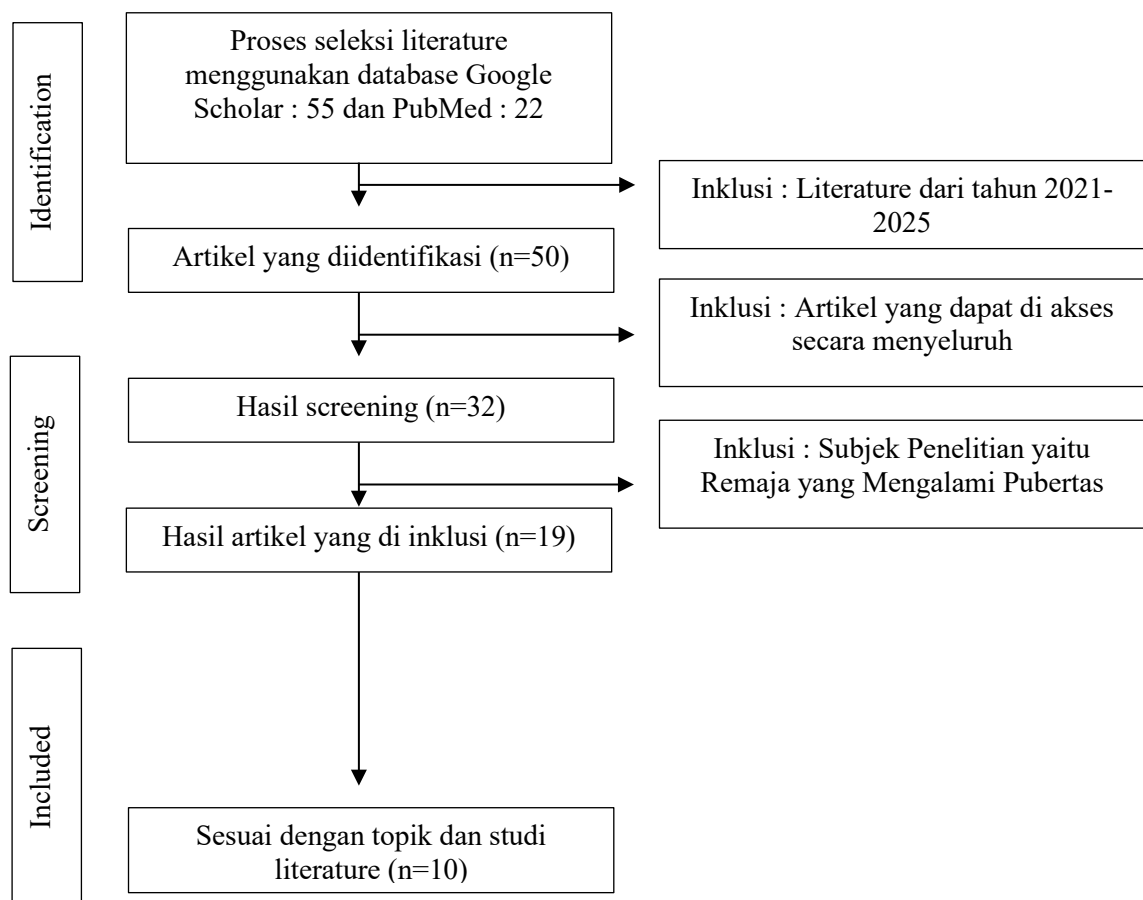 Identification
Proses seleksi literature
menggunakan database Google
Scholar : 55 dan PubMed : 22
Inklusi : Literature dari tahun 2021-
2025
Artikel yang diidentifikasi (n=50)
Inklusi : Artikel yang dapat di akses
secara menyeluruh
Screening
Hasil screening (n=32)
Inklusi : Subjek Penelitian yaitu
Remaja yang Mengalami Pubertas
Hasil artikel yang di inklusi (n=19)
Included
Sesuai dengan topik dan studi
literature (n=10)